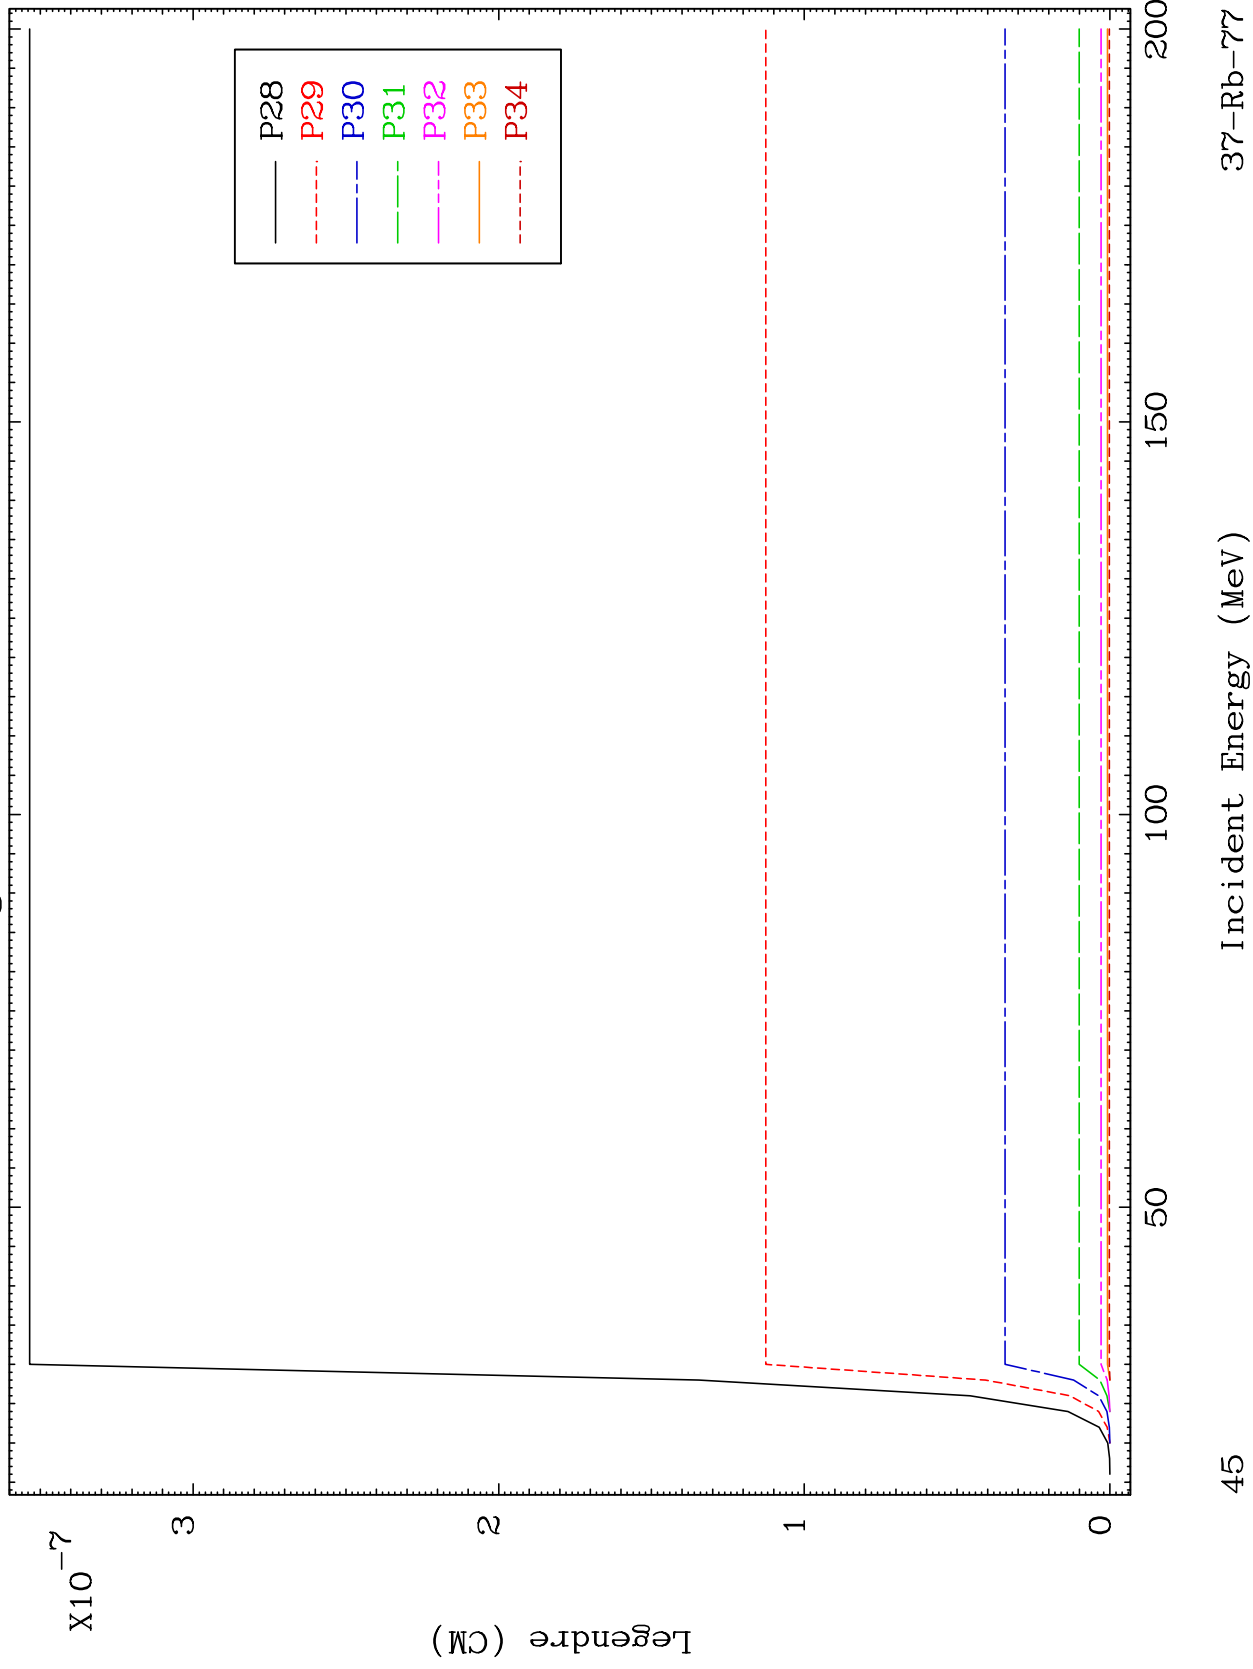 X10-7
Legendre (CM)
3
2
1
0
P28
P29
P30
P31
P32
P33
P34
50
100
150
200
45
Incident Energy (MeV)
37-Rb-77